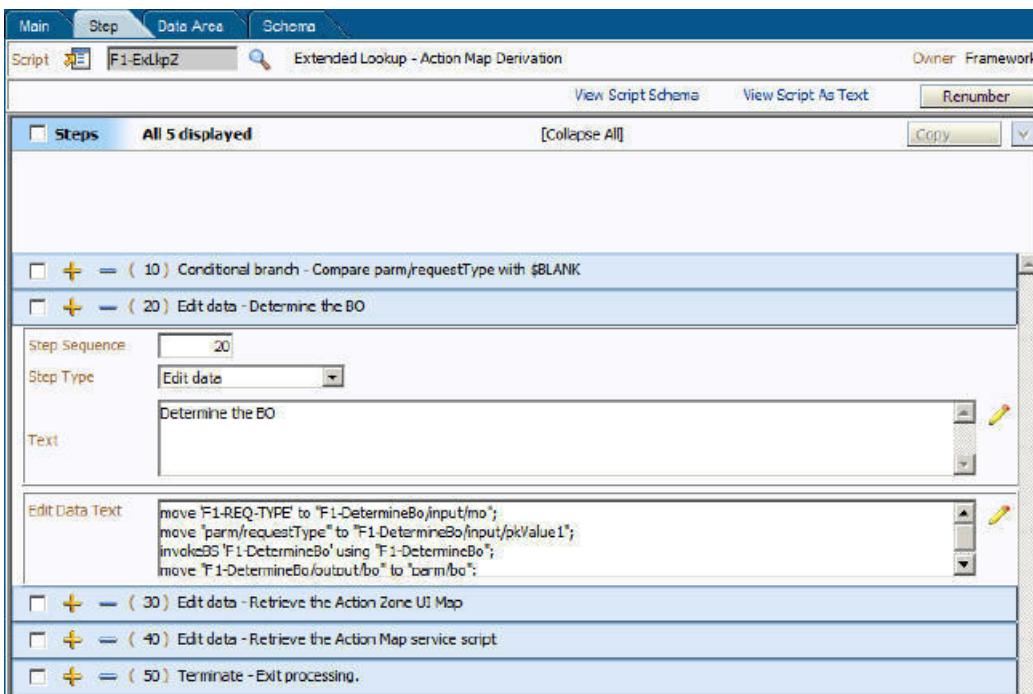 Main Step Data Area Schema
Script F1-ExLkpZ Extended Lookup - Action Map Derivation Owner Framework
View Script Schema View Script As Text Renumber
Steps All 5 displayed [Collapse All] Copy
( 10 ) Conditional branch - Compare parm/requestType with $BLANK
( 20 ) Edit data - Determine the BO
Step Sequence 20
Step Type Edit data
Determine the BO
Text
Edit Data Text move 'F1-REQ-TYPE' to "F1-DetermineBo/input/mo";
move "parm/requestType" to "F1-DetermineBo/input/pkValue1";
invokeBS 'F1-DetermineBo' using "F1-DetermineBo";
move "F1-DetermineBo/output/bo" to "parm/bo";
( 30 ) Edit data - Retrieve the Action Zone UI Map
( 40 ) Edit data - Retrieve the Action Map service script
( 50 ) Terminate - Exit processing.